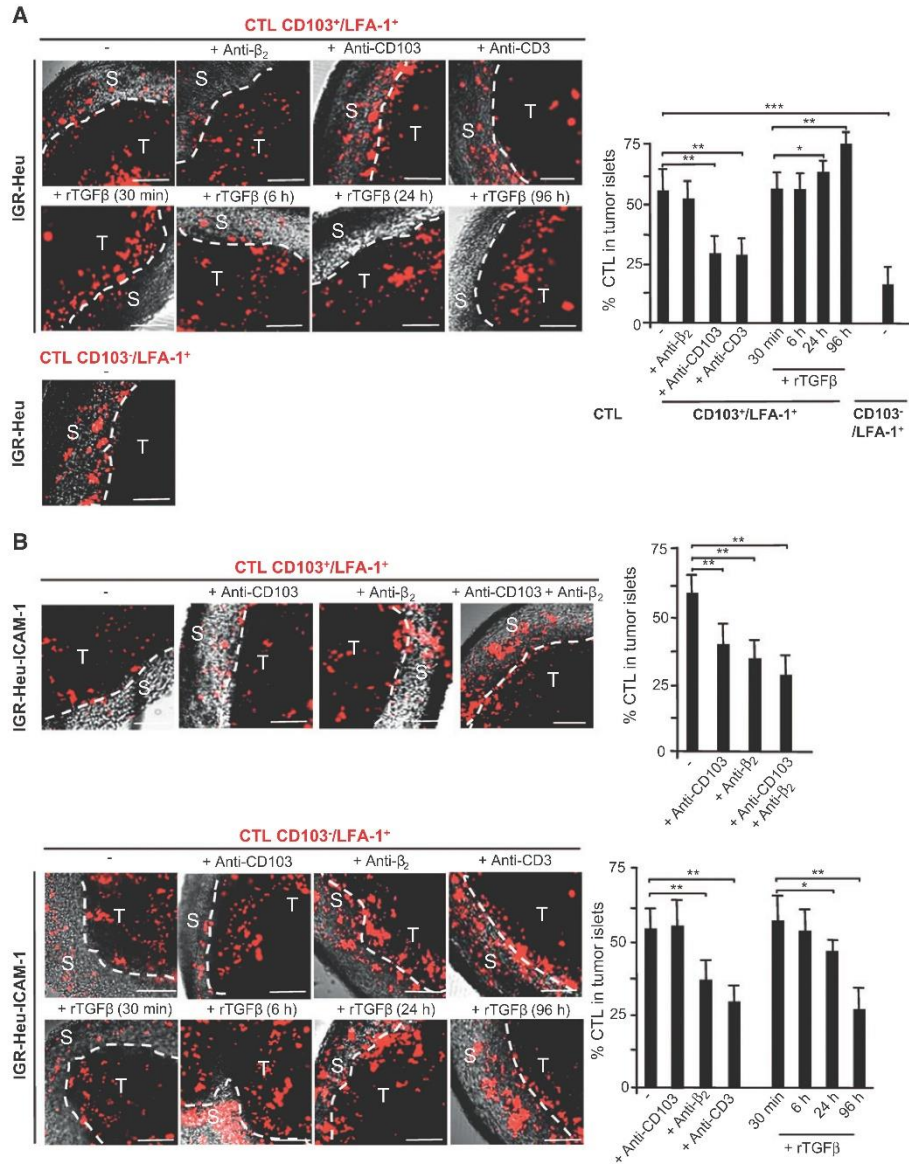 A
CTL CD103⁺/LFA-1⁺
- + Anti-β₂ + Anti-CD103 + Anti-CD3
IGR-Heu
S S S S
T T T T
+ rTGFβ (30 min) + rTGFβ (6 h) + rTGFβ (24 h) + rTGFβ (96 h)
T S S S
S T T T
CTL CD103⁻/LFA-1⁺
-
IGR-Heu
S T
% CTL in tumor islets
75
50
25
0
*** 
** ** 
** *
- + Anti-β₂ + Anti-CD103 + Anti-CD3 30 min 6 h 24 h 96 h -
+ rTGFβ
CTL CD103⁺/LFA-1⁺ CD103⁻
/LFA-1⁺
B
CTL CD103⁺/LFA-1⁺
- + Anti-CD103 + Anti-β₂ + Anti-CD103 + Anti-β₂
IGR-Heu-ICAM-1
T S T S
S T S T
% CTL in tumor islets
75
50
25
0
**
**
**
- + Anti-CD103 + Anti-β₂ + Anti-CD103
+ Anti-β₂
CTL CD103⁻/LFA-1⁺
- + Anti-CD103 + Anti-β₂ + Anti-CD3
IGR-Heu-ICAM-1
T T S S
S S T T
+ rTGFβ (30 min) + rTGFβ (6 h) + rTGFβ (24 h) + rTGFβ (96 h)
S T S S
T S T T
% CTL in tumor islets
75
50
25
0
** **
** *
- + Anti-CD103 + Anti-β₂ + Anti-CD3 30 min 6 h 24 h 96 h
+ rTGFβ